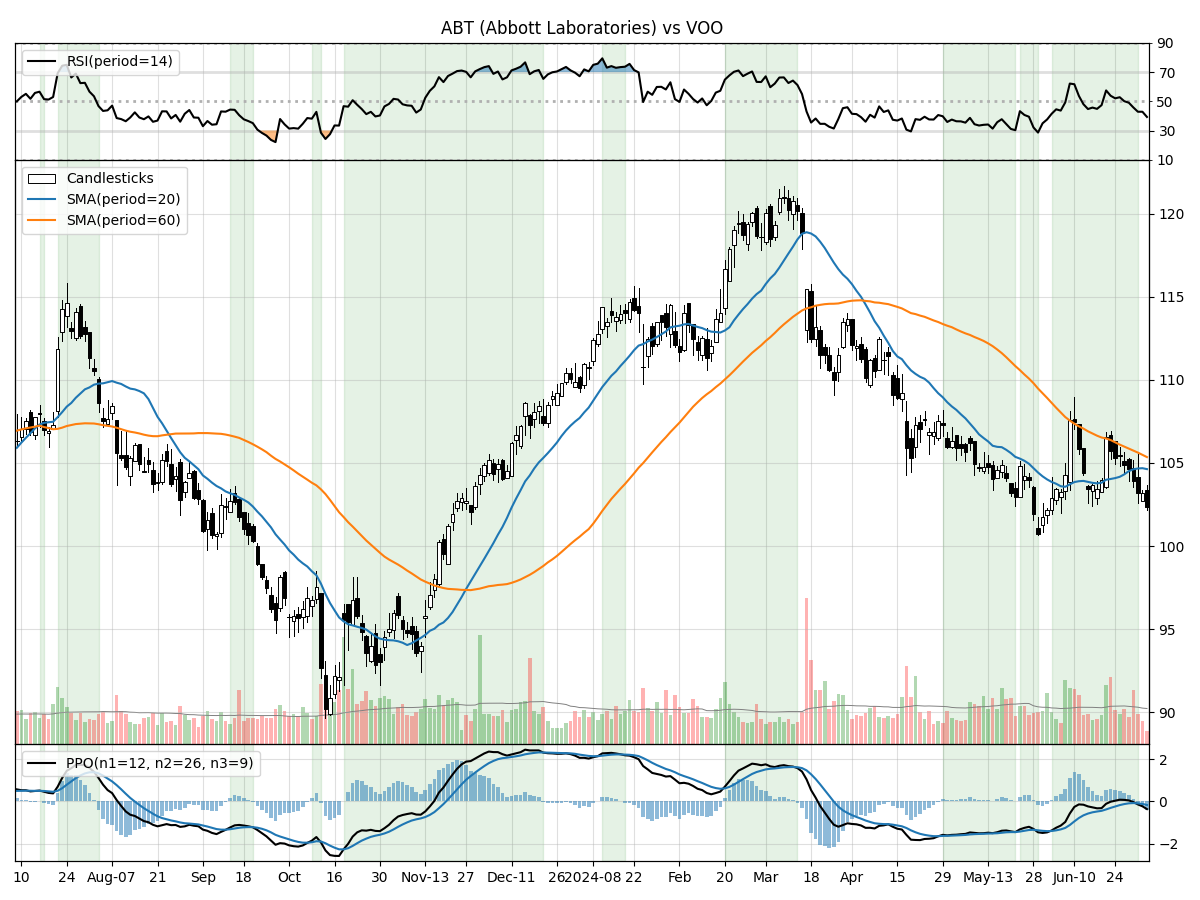 ABT (Abbott Laboratories) vs VOO
RSI(period=14)
90
70
50
30
10
Candlesticks
SMA(period=20)
SMA(period=60)
120
115
110
105
100
95
90
PPO(n1=12, n2=26, n3=9)
2
0
−2
10 24 Aug-07 21 Sep 18 Oct 16 30 Nov-13 27 Dec-11 26 2024-08 22 Feb 20 Mar 18 Apr 15 29 May-13 28 Jun-10 24